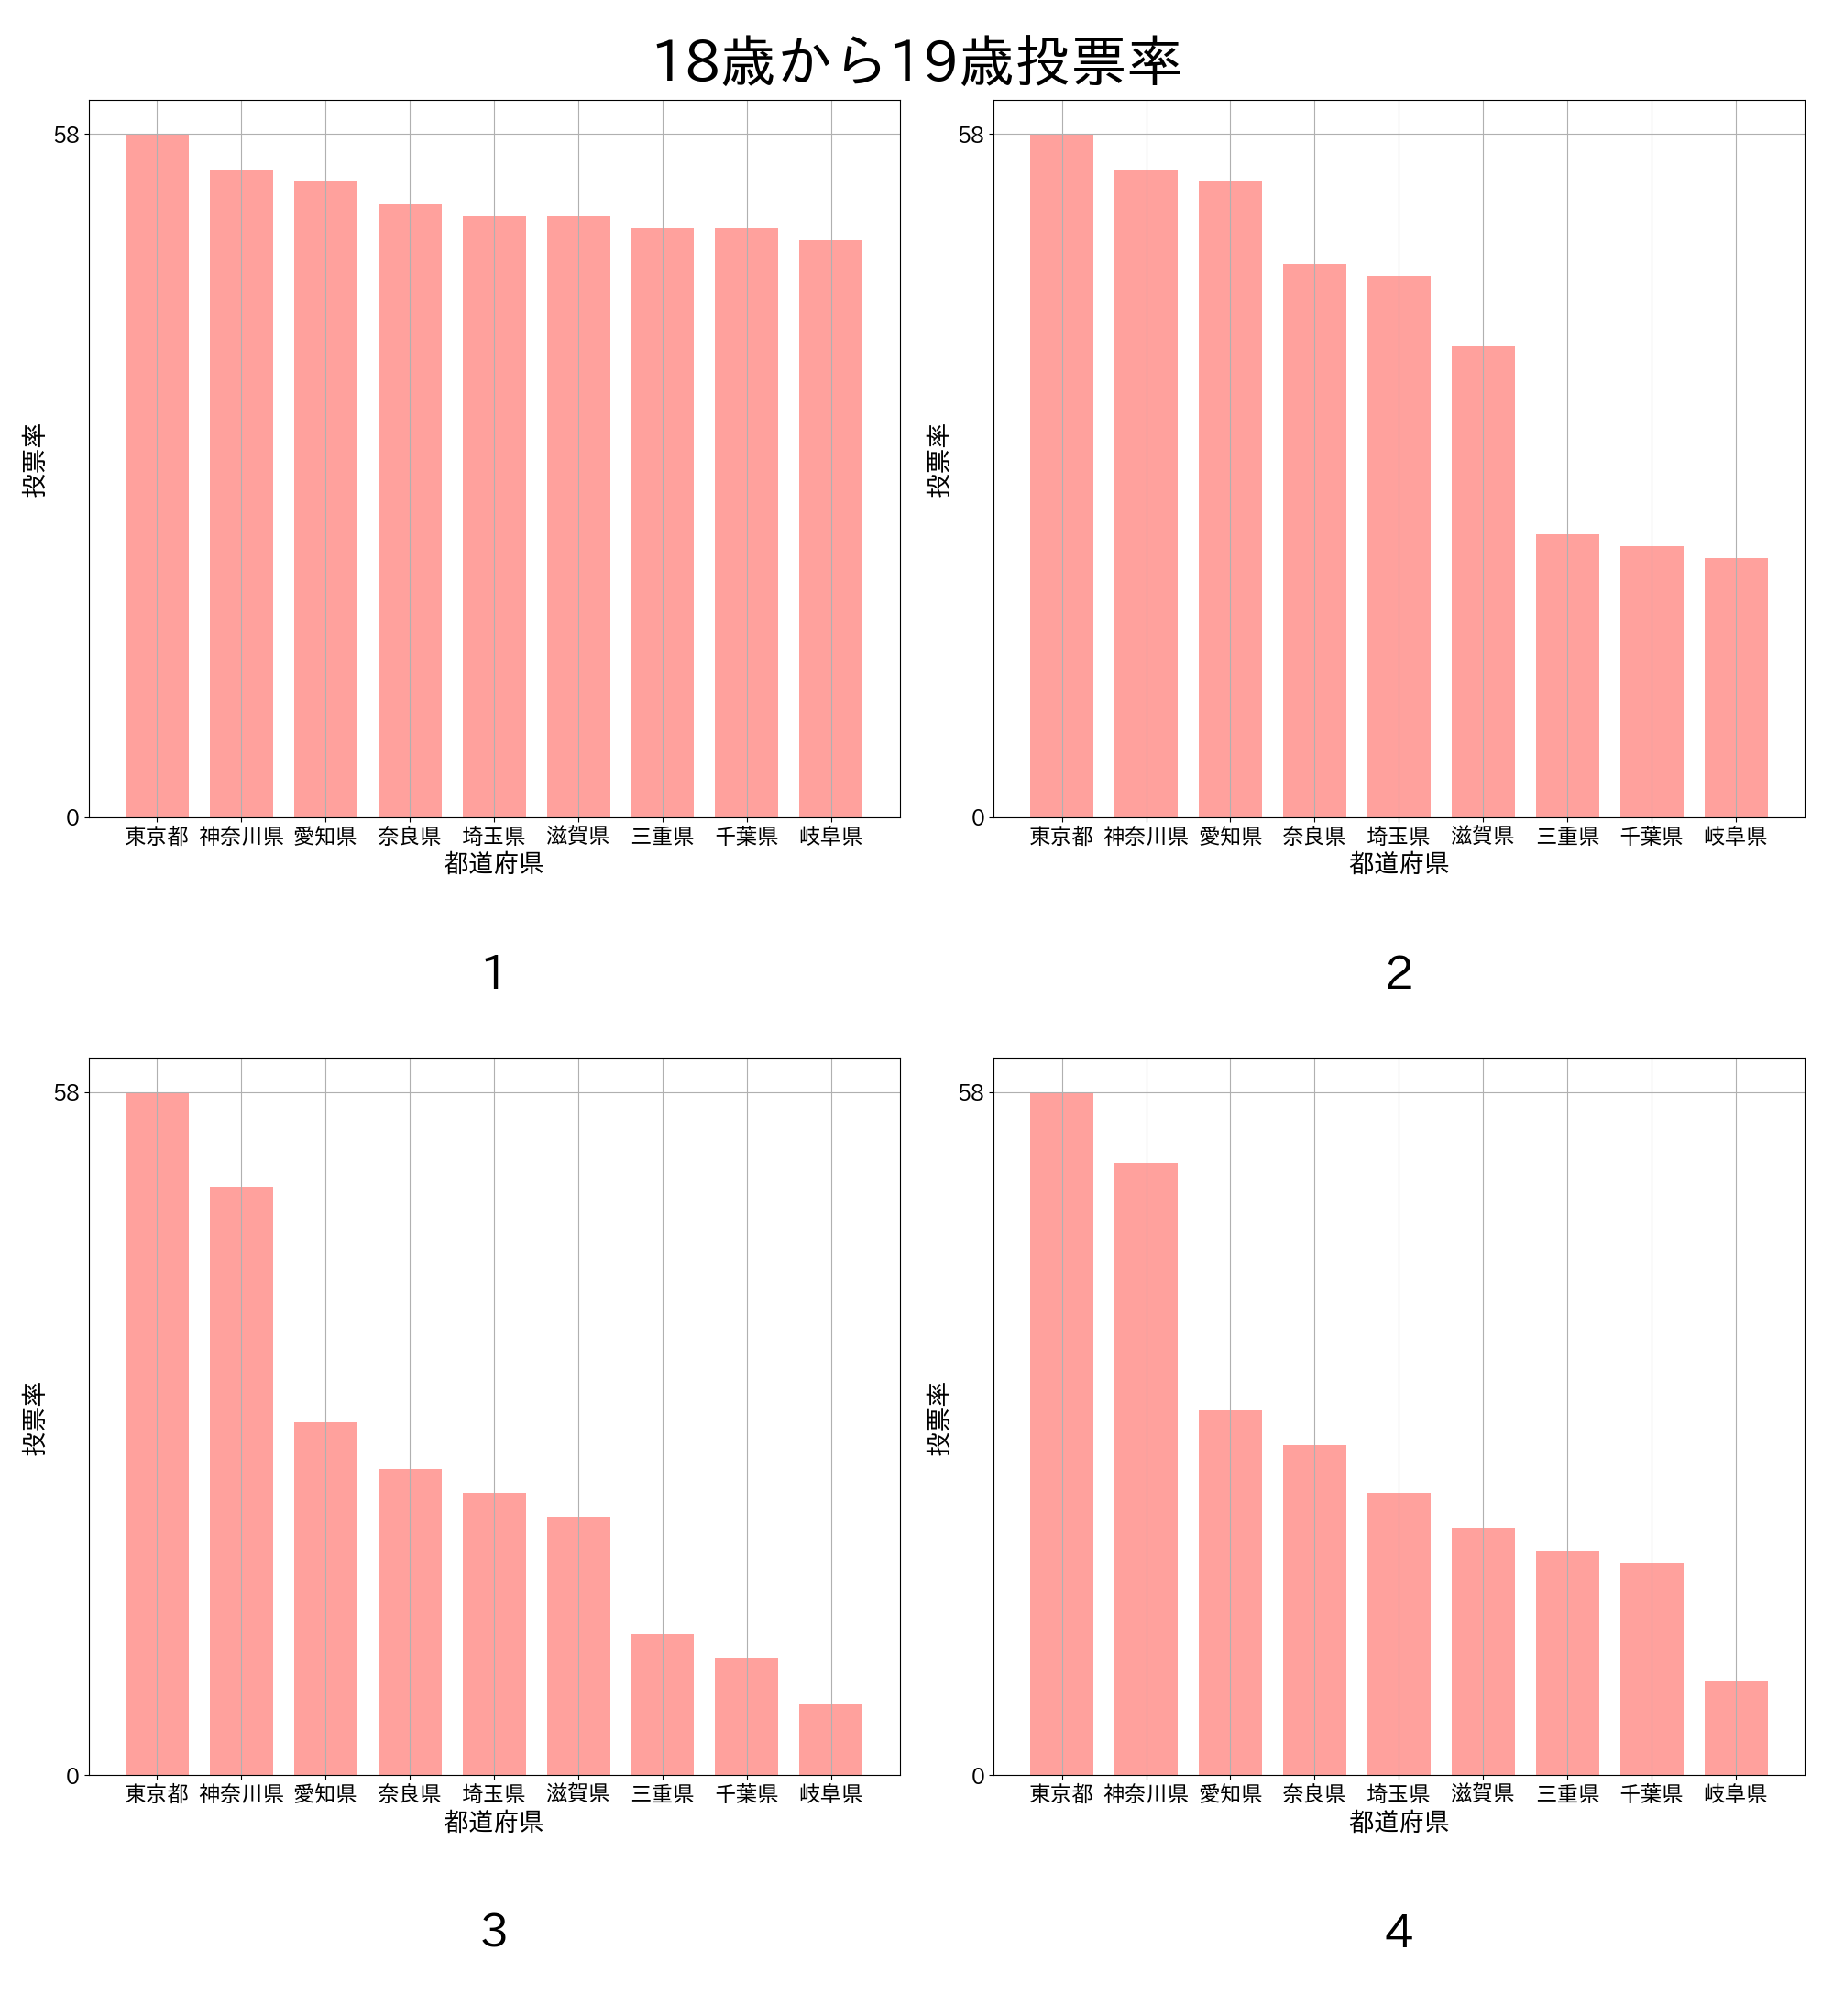 18歳から19歳投票率
58
0
投票率
東京都 神奈川県 愛知県 奈良県 埼玉県 滋賀県 三重県 千葉県 岐阜県
都道府県
1
58
0
投票率
東京都 神奈川県 愛知県 奈良県 埼玉県 滋賀県 三重県 千葉県 岐阜県
都道府県
2
58
0
投票率
東京都 神奈川県 愛知県 奈良県 埼玉県 滋賀県 三重県 千葉県 岐阜県
都道府県
3
58
0
投票率
東京都 神奈川県 愛知県 奈良県 埼玉県 滋賀県 三重県 千葉県 岐阜県
都道府県
4